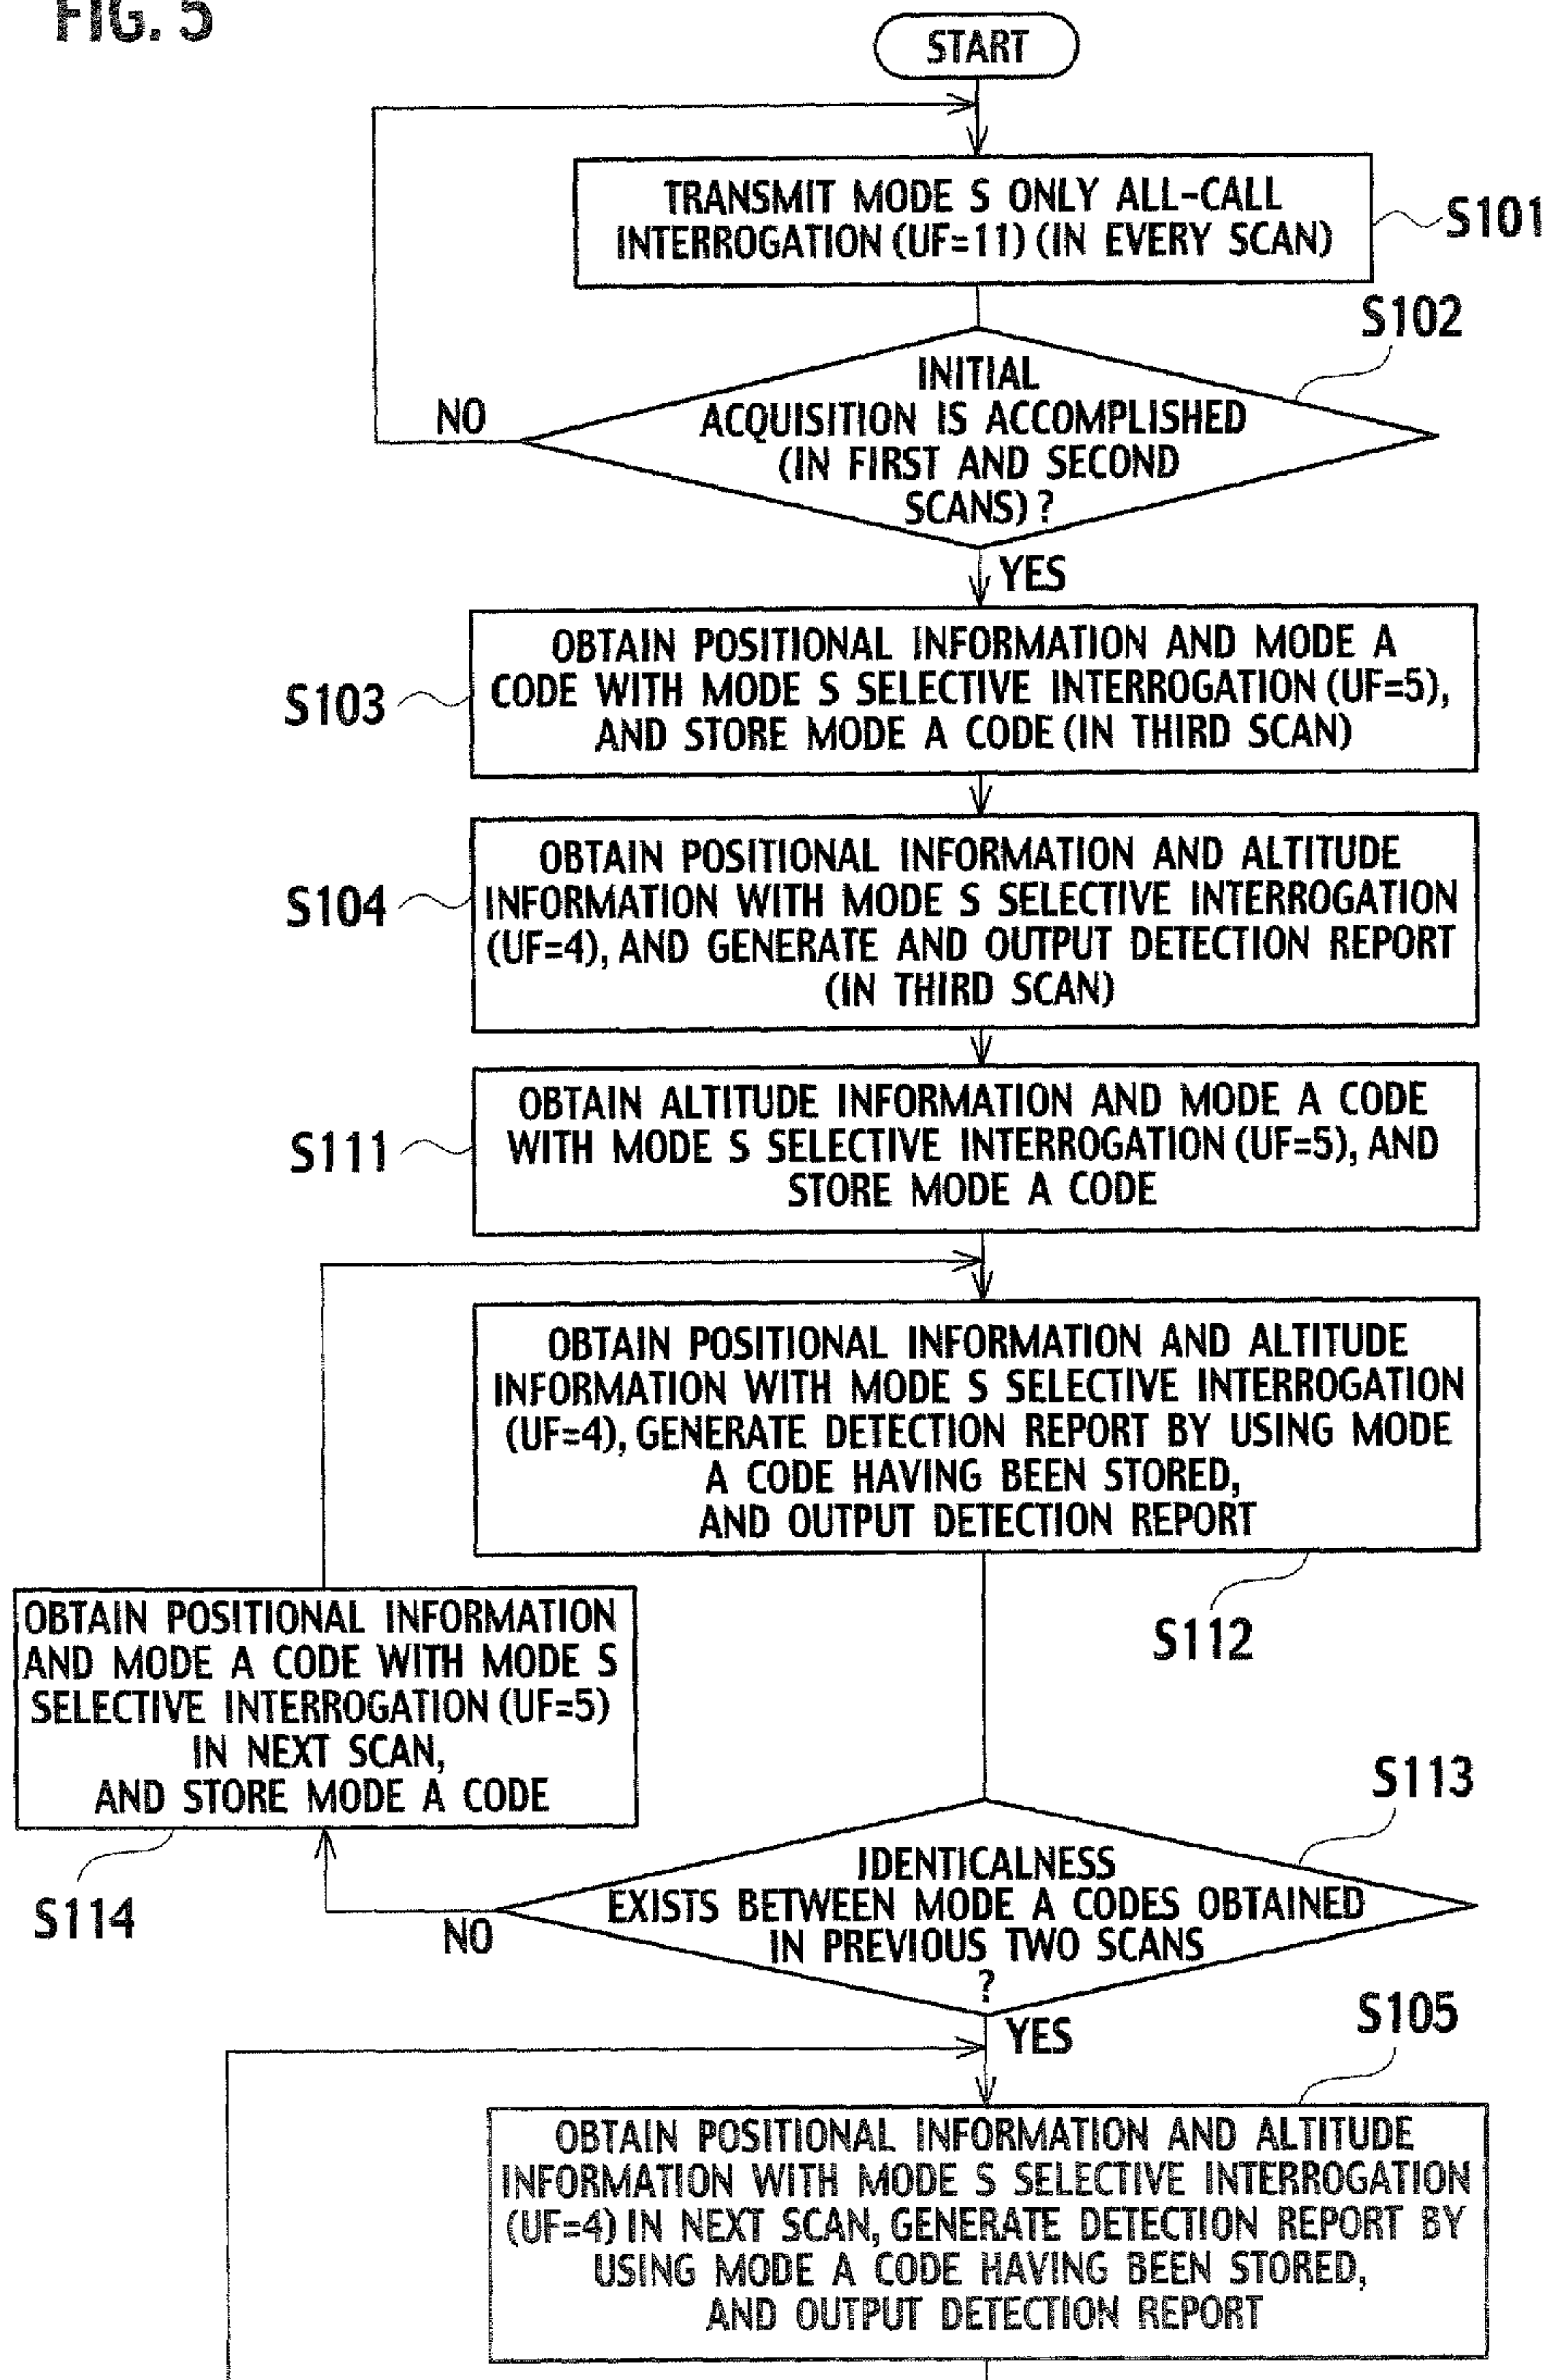 FIG. 5
START
TRANSMIT MODE S ONLY ALL-CALL
INTERROGATION (UF=11) (IN EVERY SCAN)
S101
S102
INITIAL
ACQUISITION IS ACCOMPLISHED
(IN FIRST AND SECOND
SCANS) ?
NO
YES
OBTAIN POSITIONAL INFORMATION AND MODE A
CODE WITH MODE S SELECTIVE INTERROGATION (UF=5),
AND STORE MODE A CODE (IN THIRD SCAN)
S103
OBTAIN POSITIONAL INFORMATION AND ALTITUDE
INFORMATION WITH MODE S SELECTIVE INTERROGATION
(UF=4), AND GENERATE AND OUTPUT DETECTION REPORT
(IN THIRD SCAN)
S104
OBTAIN ALTITUDE INFORMATION AND MODE A CODE
WITH MODE S SELECTIVE INTERROGATION (UF=5), AND
STORE MODE A CODE
S111
OBTAIN POSITIONAL INFORMATION AND ALTITUDE
INFORMATION WITH MODE S SELECTIVE INTERROGATION
(UF=4), GENERATE DETECTION REPORT BY USING MODE
A CODE HAVING BEEN STORED,
AND OUTPUT DETECTION REPORT
S112
OBTAIN POSITIONAL INFORMATION
AND MODE A CODE WITH MODE S
SELECTIVE INTERROGATION (UF=5)
IN NEXT SCAN,
AND STORE MODE A CODE
S114
S113
IDENTICALNESS
EXISTS BETWEEN MODE A CODES OBTAINED
IN PREVIOUS TWO SCANS
?
NO
YES
S105
OBTAIN POSITIONAL INFORMATION AND ALTITUDE
INFORMATION WITH MODE S SELECTIVE INTERROGATION
(UF=4) IN NEXT SCAN, GENERATE DETECTION REPORT BY
USING MODE A CODE HAVING BEEN STORED,
AND OUTPUT DETECTION REPORT